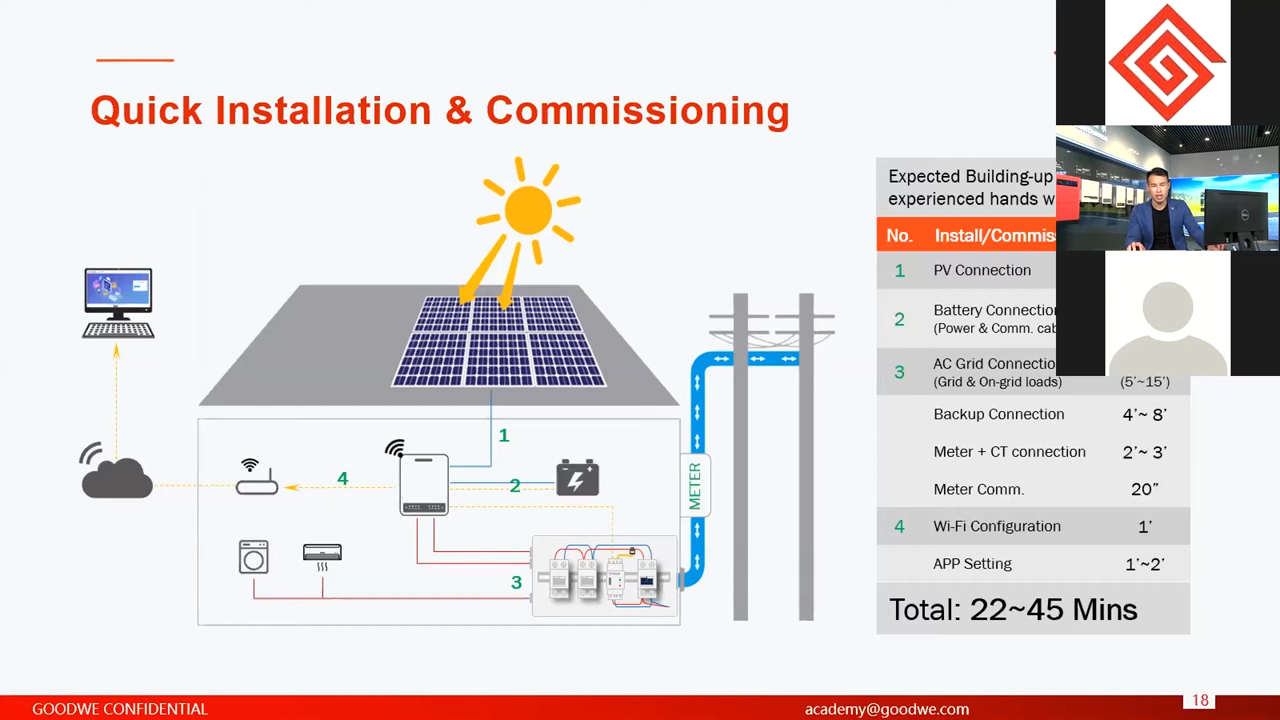 Quick Installation & Commissioning
Expected Building-up
experienced hands w
No. Install/Commis
1 PV Connection
2 Battery Connection
(Power & Comm. cab
3 AC Grid Connection
(Grid & On-grid loads) (5’~15’)
Backup Connection 4’~ 8’
Meter + CT connection 2’~ 3’
Meter Comm. 20”
4 Wi-Fi Configuration 1’
APP Setting 1’~2’
Total: 22~45 Mins
1
2
3
4
METER
GOODWE CONFIDENTIAL
academy@goodwe.com
18